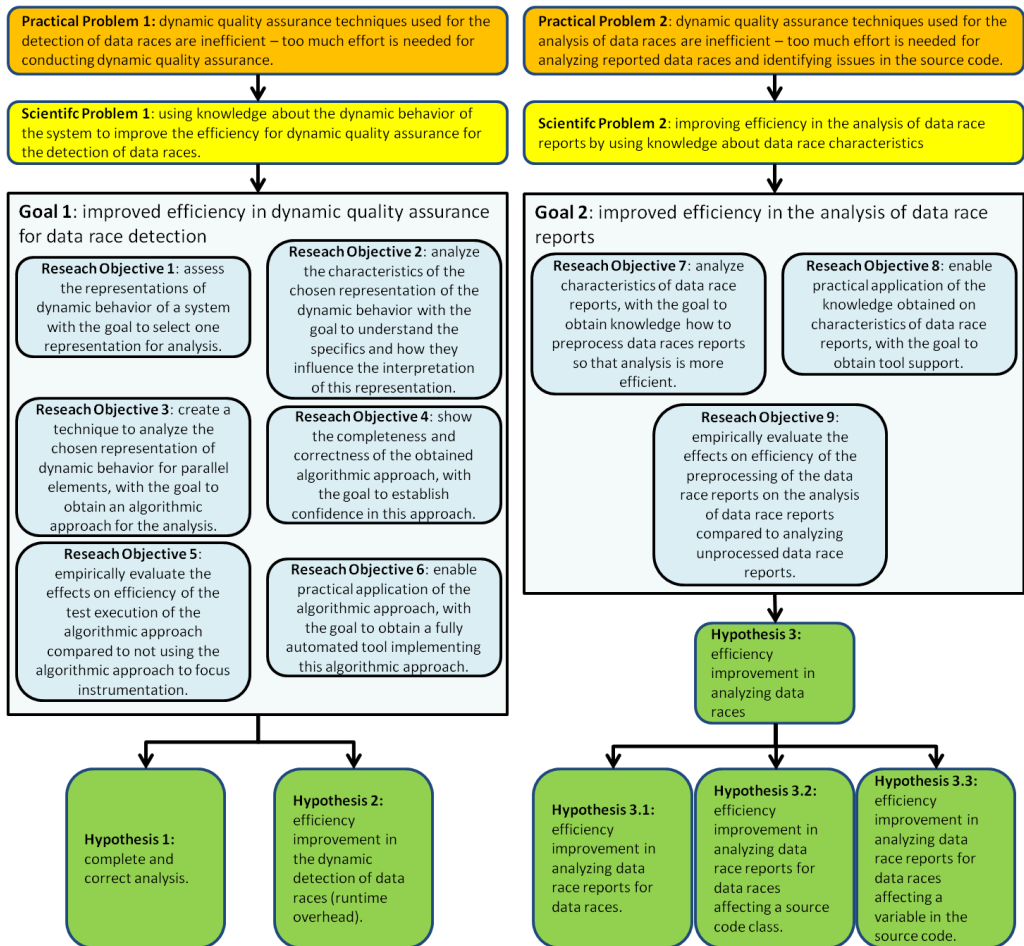 Practical Problem 1: dynamic quality assurance techniques used for the
detection of data races are inefficient – too much effort is needed for
conducting dynamic quality assurance.
Scientifc Problem 1: using knowledge about the dynamic behavior of
the system to improve the efficiency for dynamic quality assurance for
the detection of data races.
Goal 1: improved efficiency in dynamic quality assurance
for data race detection
Reseach Objective 1: assess
the representations of
dynamic behavior of a system
with the goal to select one
representation for analysis.
Reseach Objective 2: analyze
the characteristics of the
chosen representation of the
dynamic behavior with the
goal to understand the
specifics and how they
influence the interpretation
of this representation.
Reseach Objective 3: create a
technique to analyze the
chosen representation of
dynamic behavior for parallel
elements, with the goal to
obtain an algorithmic
approach for the analysis.
Reseach Objective 4: show
the completeness and
correctness of the obtained
algorithmic approach, with
the goal to establish
confidence in this approach.
Reseach Objective 5:
empirically evaluate the
effects on efficiency of the
test execution of the
algorithmic approach
compared to not using the
algorithmic approach to focus
instrumentation.
Reseach Objective 6: enable
practical application of the
algorithmic approach, with
the goal to obtain a fully
automated tool implementing
this algorithmic approach.
Hypothesis 1:
complete and
correct analysis.
Hypothesis 2:
efficiency
improvement in
the dynamic
detection of data
races (runtime
overhead).
Practical Problem 2: dynamic quality assurance techniques used for the
analysis of data races are inefficient – too much effort is needed for
analyzing reported data races and identifying issues in the source code.
Scientifc Problem 2: improving efficiency in the analysis of data race
reports by using knowledge about data race characteristics
Goal 2: improved efficiency in the analysis of data race
reports
Reseach Objective 7: analyze
characteristics of data race
reports, with the goal to
obtain knowledge how to
preprocess data races reports
so that analysis is more
efficient.
Reseach Objective 8: enable
practical application of the
knowledge obtained on
characteristics of data race
reports, with the goal to
obtain tool support.
Reseach Objective 9:
empirically evaluate the
effects on efficiency of the
preprocessing of the data
race reports on the analysis
of data race reports
compared to analyzing
unprocessed data race
reports.
Hypothesis 3:
efficiency
improvement in
analyzing data
races
Hypothesis 3.1:
efficiency
improvement in
analyzing data
race reports for
data races.
Hypothesis 3.2:
efficiency
improvement in
analyzing data
race reports for
data races
affecting a source
code class.
Hypothesis 3.3:
efficiency
improvement in
analyzing data
race reports for
data races
affecting a
variable in the
source code.